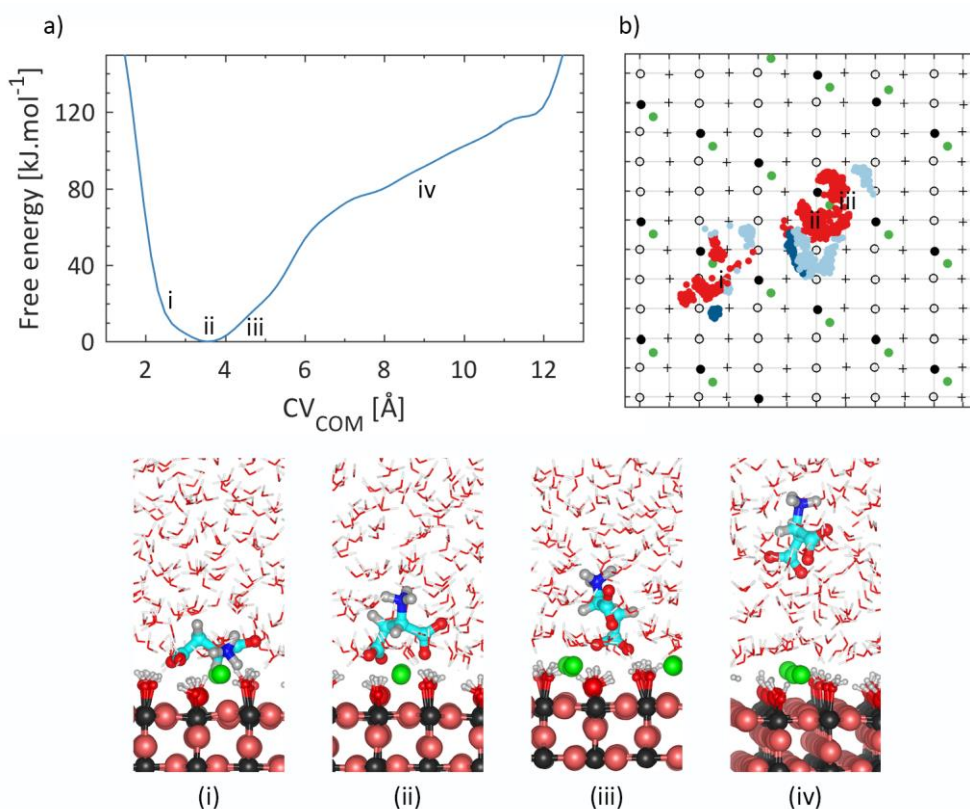 a)
b)
Free energy [kJ.mol⁻¹]
120
80
40
0
i
ii
iii
iv
2
4
6
8
10
12
CV_COM [Å]
iii
ii
i
(i)
(ii)
(iii)
(iv)